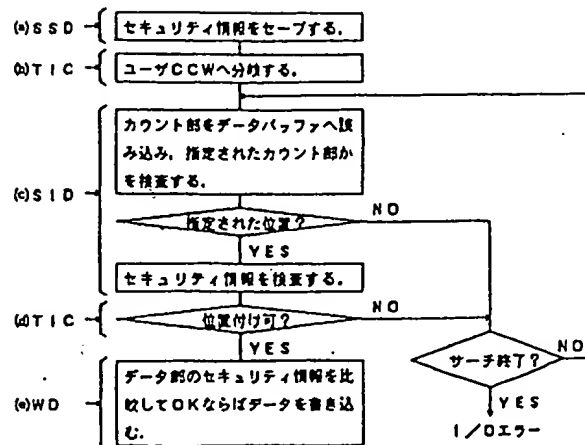 (a)SSD
セキュリティ情報をセーブする.
(b)TIC
ユーザCCWへ分岐する.
(c)SID
カウント部をデータバッファへ読
み込み, 指定されたカウント部か
を検査する.
指定された位置?
NO
YES
セキュリティ情報を検査する.
(d)TIC
位置付け可?
NO
YES
サーチ終了?
NO
YES
I/Oエラー
(e)WD
データ部のセキュリティ情報を比
較してOKならばデータを書き込
む.